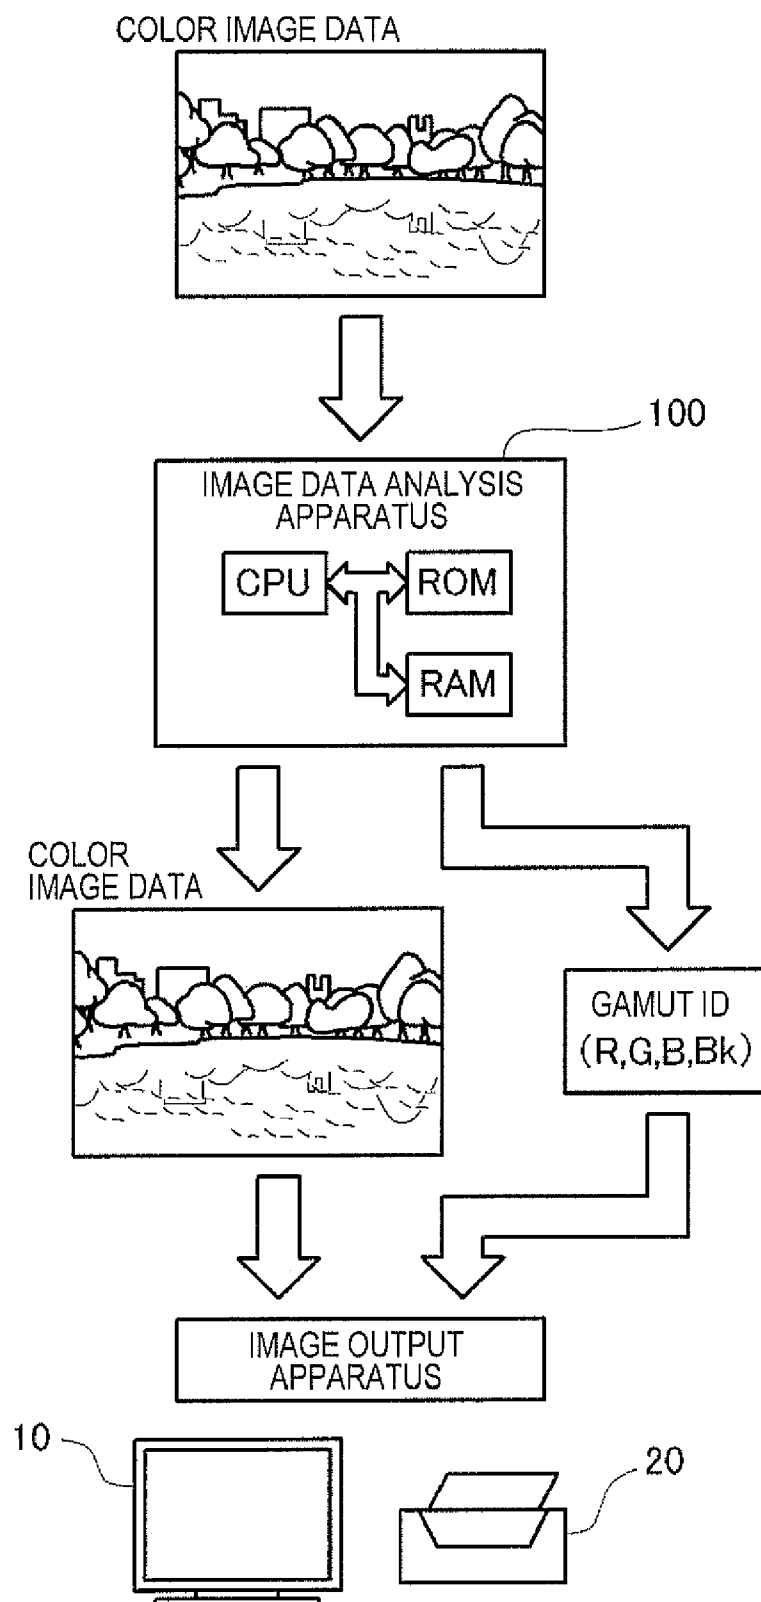 COLOR IMAGE DATA
100
IMAGE DATA ANALYSIS
APPARATUS
CPU
ROM
RAM
COLOR
IMAGE DATA
GAMUT ID
(R,G,B,Bk)
IMAGE OUTPUT
APPARATUS
10
20